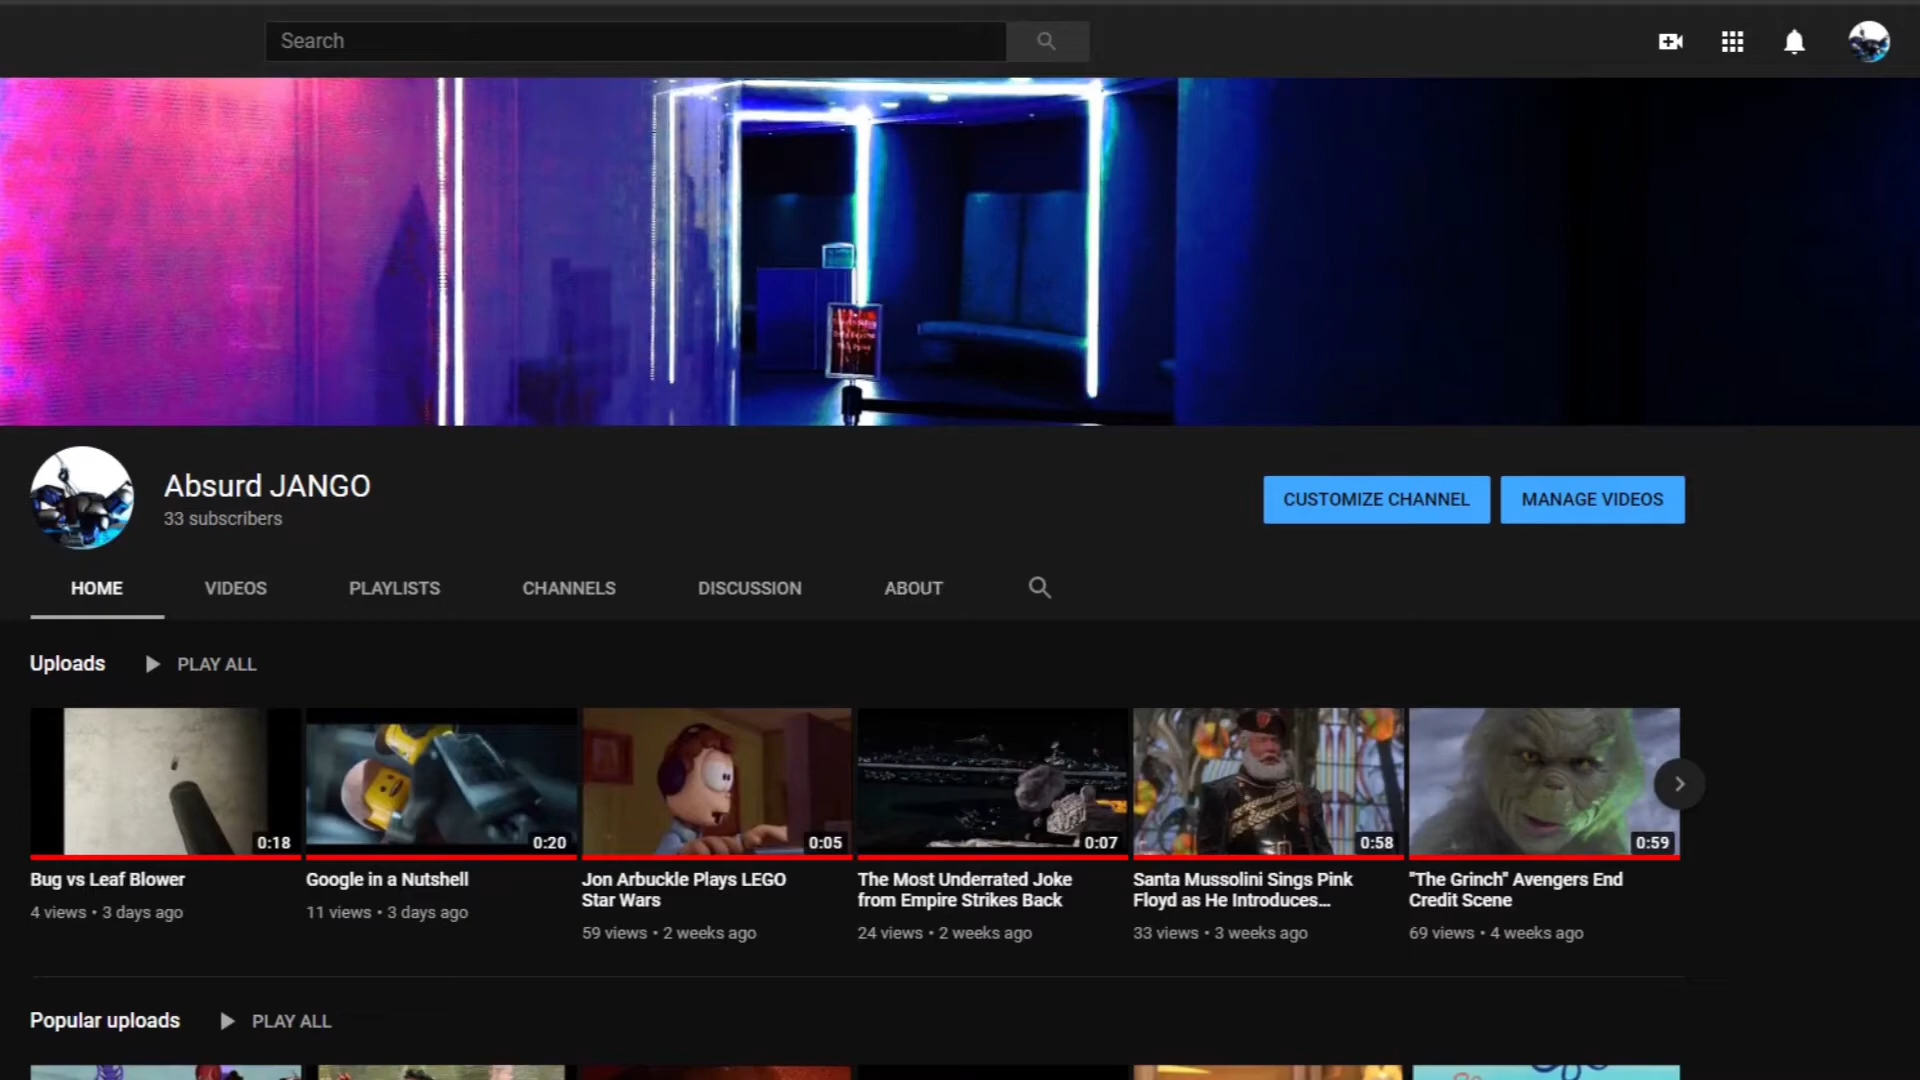 Search
Absurd JANGO
33 subscribers
CUSTOMIZE CHANNEL
MANAGE VIDEOS
HOME
VIDEOS
PLAYLISTS
CHANNELS
DISCUSSION
ABOUT
Uploads
PLAY ALL
0:18
0:20
0:05
0:07
0:58
0:59
Bug vs Leaf Blower
4 views • 3 days ago
Google in a Nutshell
11 views • 3 days ago
Jon Arbuckle Plays LEGO
Star Wars
59 views • 2 weeks ago
The Most Underrated Joke
from Empire Strikes Back
24 views • 2 weeks ago
Santa Mussolini Sings Pink
Floyd as He Introduces...
33 views • 3 weeks ago
"The Grinch" Avengers End
Credit Scene
69 views • 4 weeks ago
Popular uploads
PLAY ALL